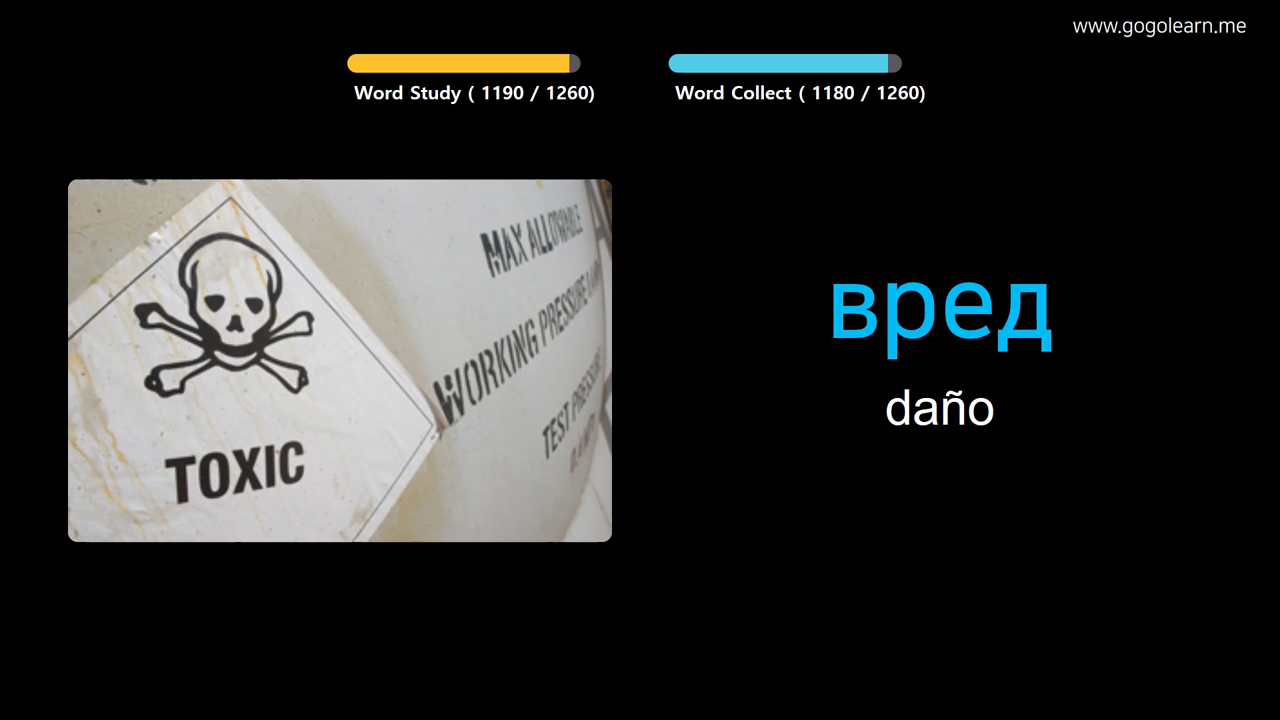 www.gogolearn.me
Word Study ( 1190 / 1260)
Word Collect ( 1180 / 1260)
MAX ALLOWABLE
WORKING PRESSURE
TEST PRESSURE
TOXIC
вред
daño